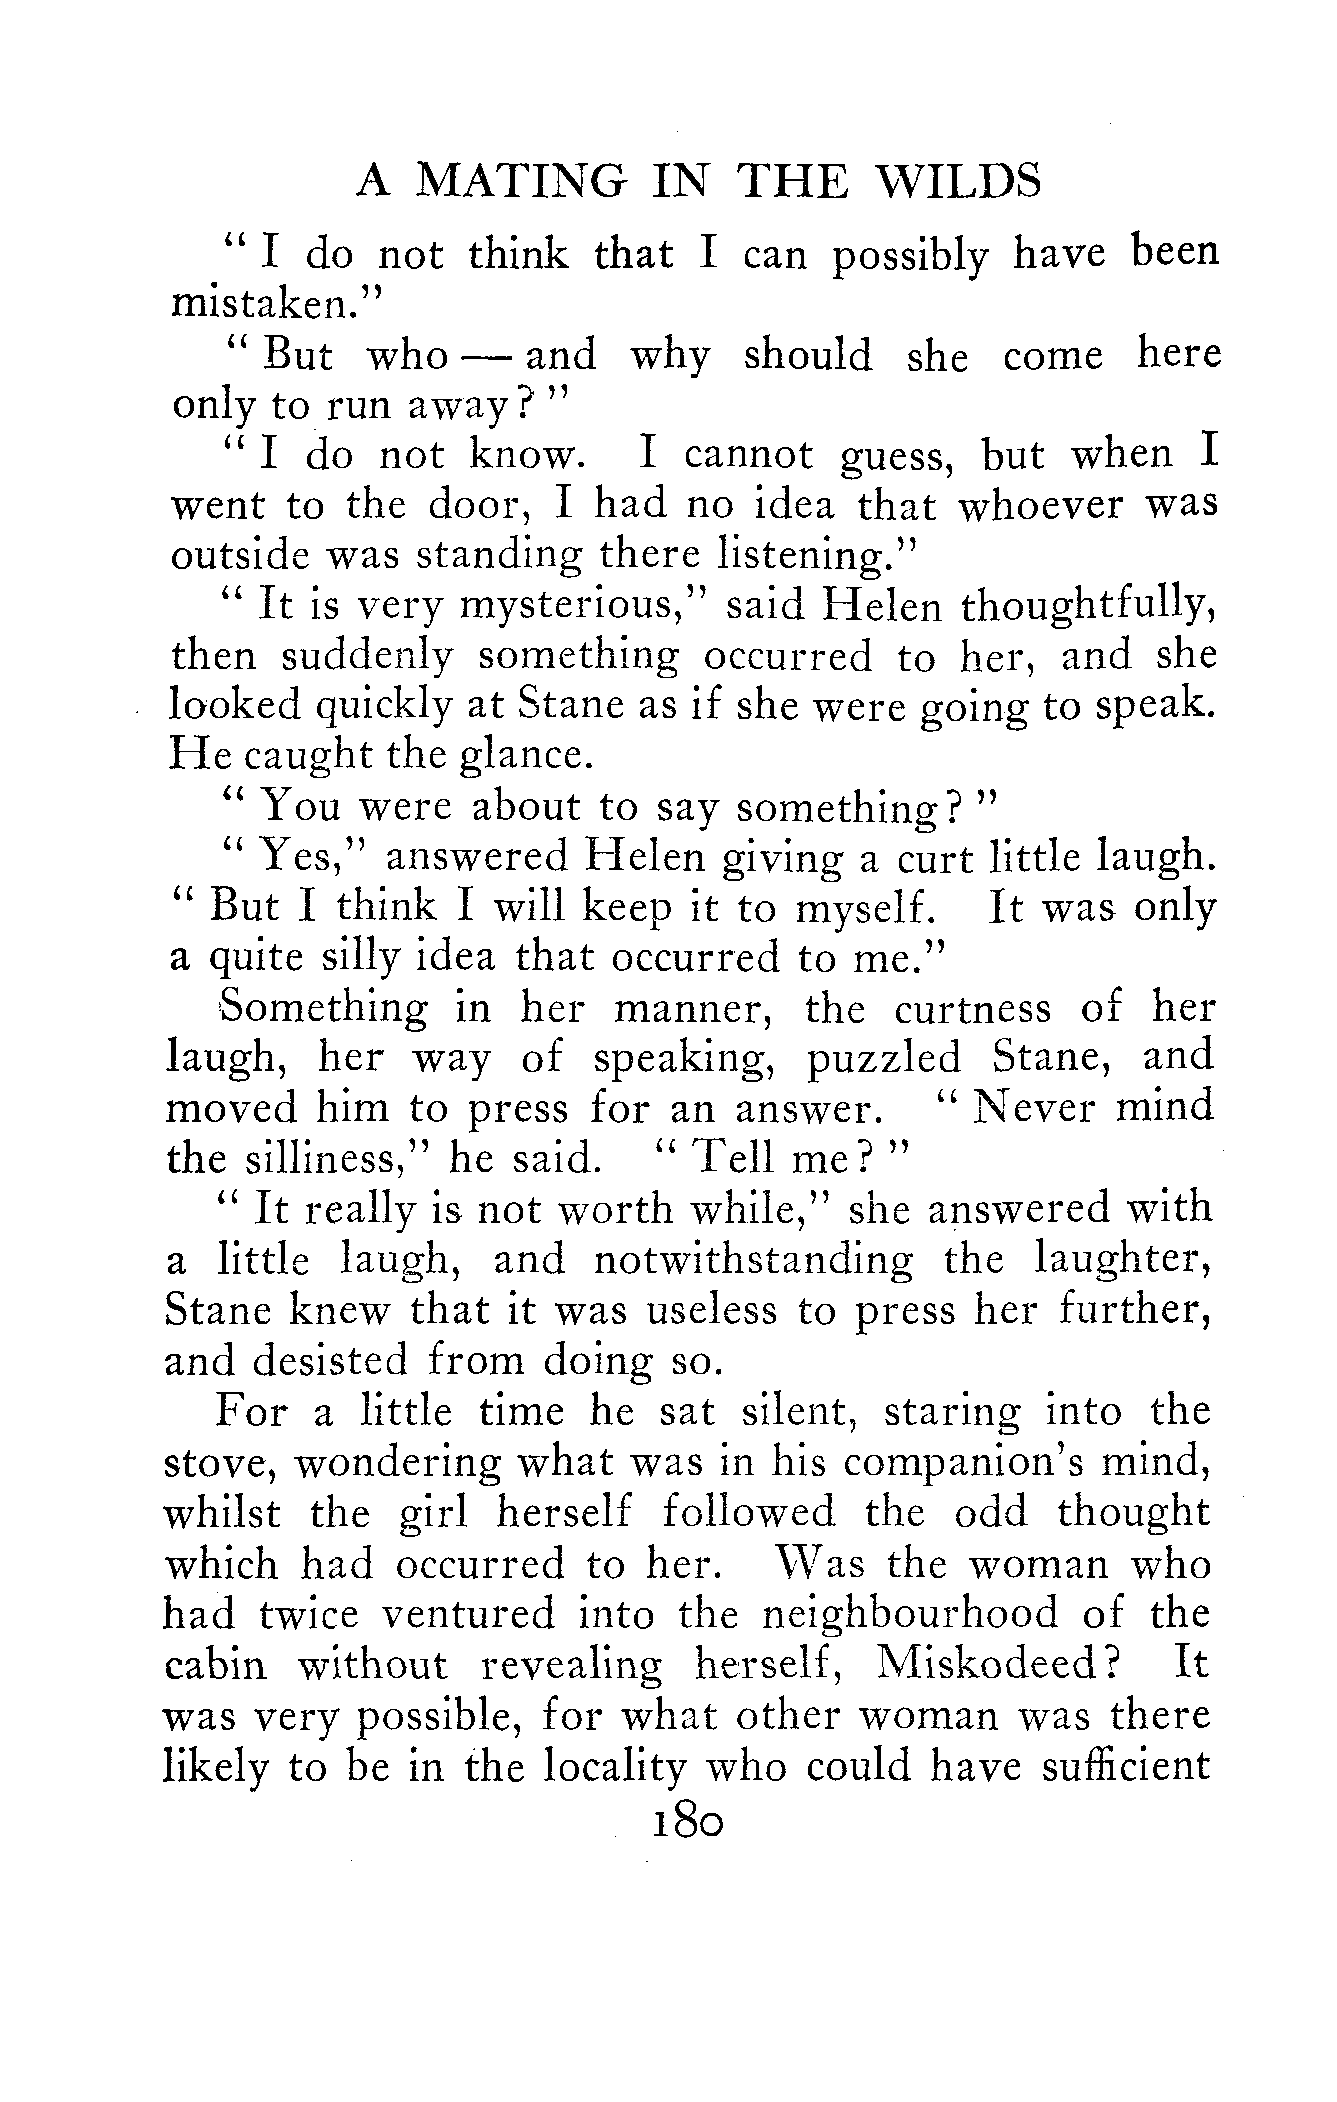 A MATING IN THE WILDS
" I do not think that I can possibly have been
mistaken."
" But who — and why should she come here
only to run away? "
" I do not know. I cannot guess, but when I
went to the door, I had no idea that whoever was
outside was standing there listening."
" It is very mysterious," said Helen thoughtfully,
then suddenly something occurred to her, and she
looked quickly at Stane as if she were going to speak.
He caught the glance.
" You were about to say something? "
" Yes," answered Helen giving a curt little laugh.
" But I think I will keep it to myself. It was only
a quite silly idea that occurred to me."
Something in her manner, the curtness of her
laugh, her way of speaking, puzzled Stane, and
moved him to press for an answer. " Never mind
the silliness," he said. " Tell me? "
" It really is not worth while," she answered with
a little laugh, and notwithstanding the laughter,
Stane knew that it was useless to press her further,
and desisted from doing so.
For a little time he sat silent, staring into the
stove, wondering what was in his companion's mind,
whilst the girl herself followed the odd thought
which had occurred to her. Was the woman who
had twice ventured into the neighbourhood of the
cabin without revealing herself, Miskodeed? It
was very possible, for what other woman was there
likely to be in the locality who could have sufficient
180